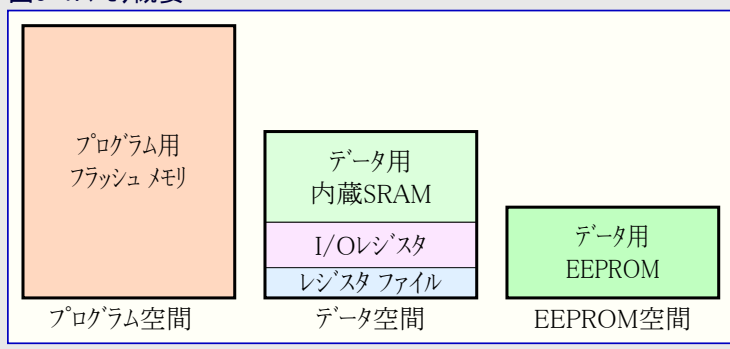 プログラム用
フラッシュ メモリ
データ用
内蔵SRAM
I/Oレジスタ
レジスタ ファイル
データ用
EEPROM
プログラム空間
データ空間
EEPROM空間